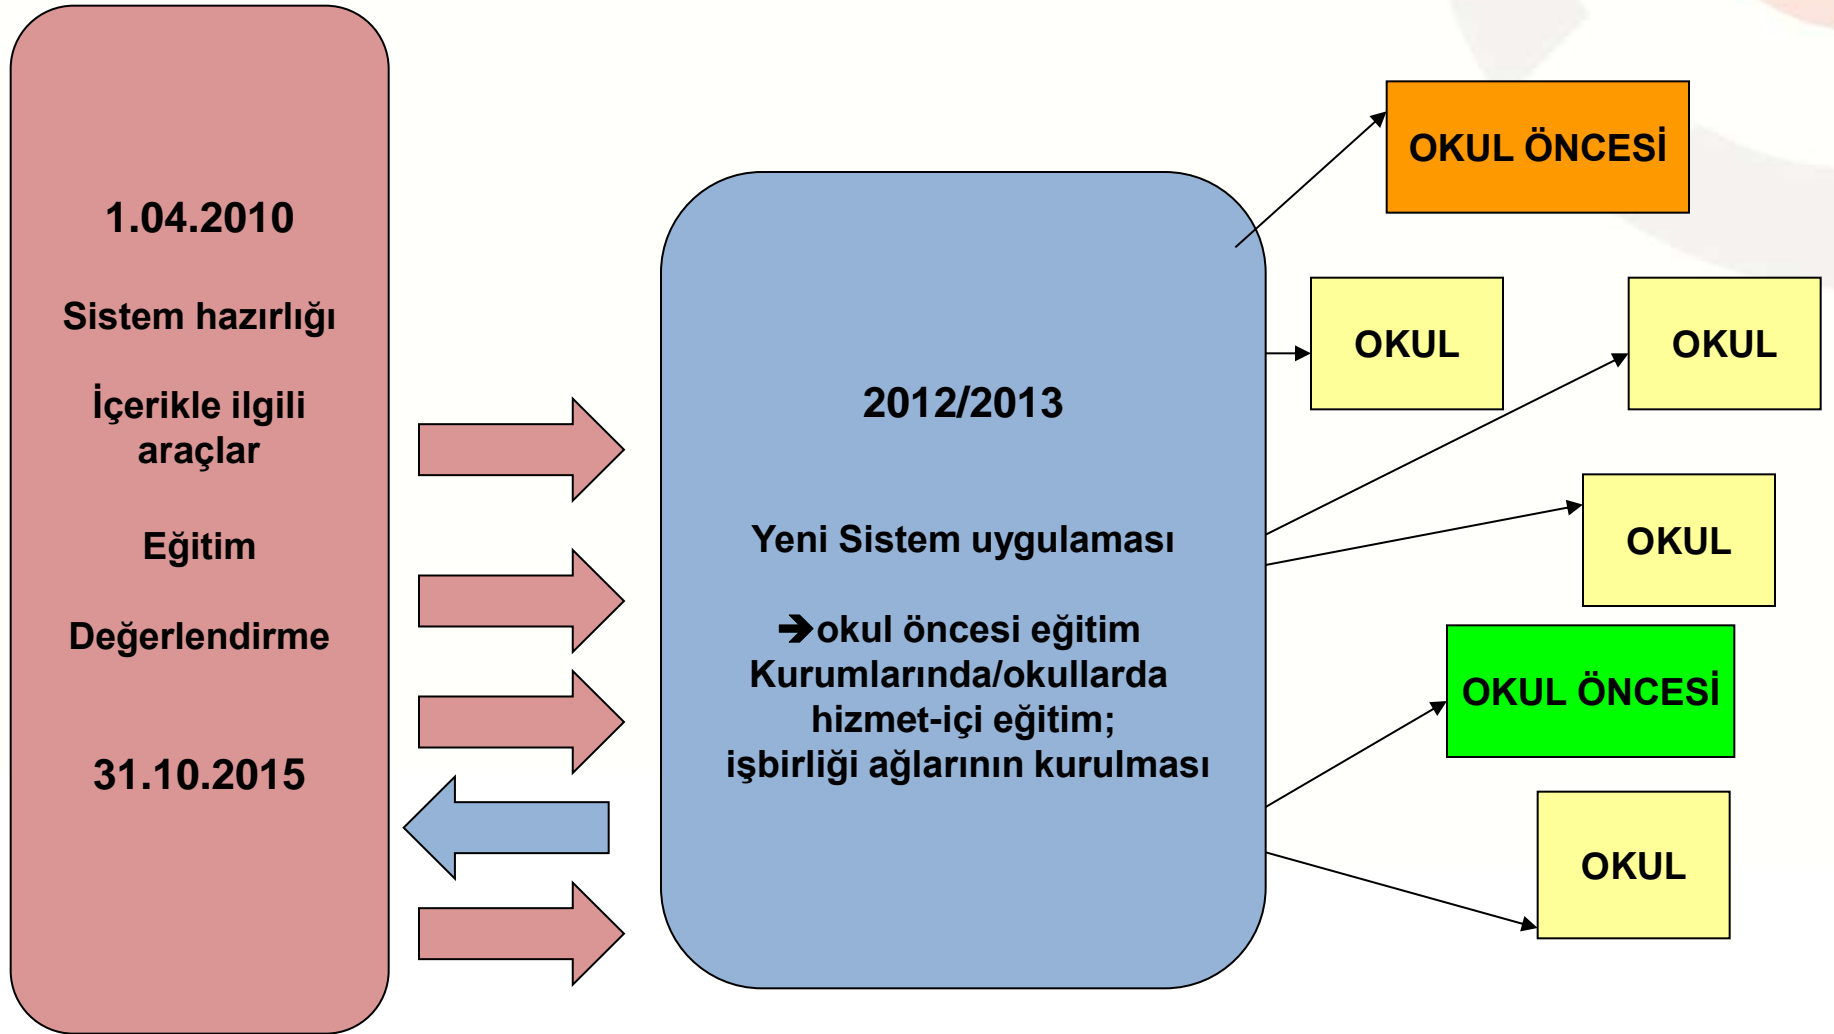 1.04.2010
Sistem hazırlığı
İçerikle ilgili
araçlar
Eğitim
Değerlendirme
31.10.2015
2012/2013
Yeni Sistem uygulaması
➔okul öncesi eğitim
Kurumlarında/okullarda
hizmet-içi eğitim;
işbirliği ağlarının kurulması
OKUL ÖNCESİ
OKUL
OKUL
OKUL
OKUL ÖNCESİ
OKUL